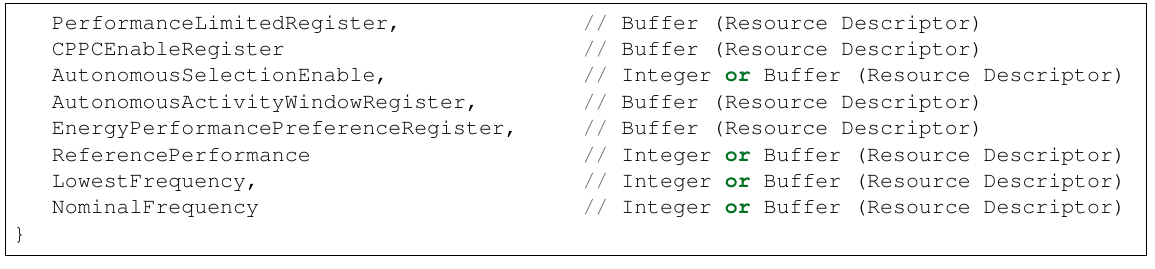 PerformanceLimitedRegister, // Buffer (Resource Descriptor)
CPPCEnableRegister // Buffer (Resource Descriptor)
AutonomousSelectionEnable, // Integer or Buffer (Resource Descriptor)
AutonomousActivityWindowRegister, // Buffer (Resource Descriptor)
EnergyPerformancePreferenceRegister, // Buffer (Resource Descriptor)
ReferencePerformance // Integer or Buffer (Resource Descriptor)
LowestFrequency, // Integer or Buffer (Resource Descriptor)
NominalFrequency // Integer or Buffer (Resource Descriptor)
}